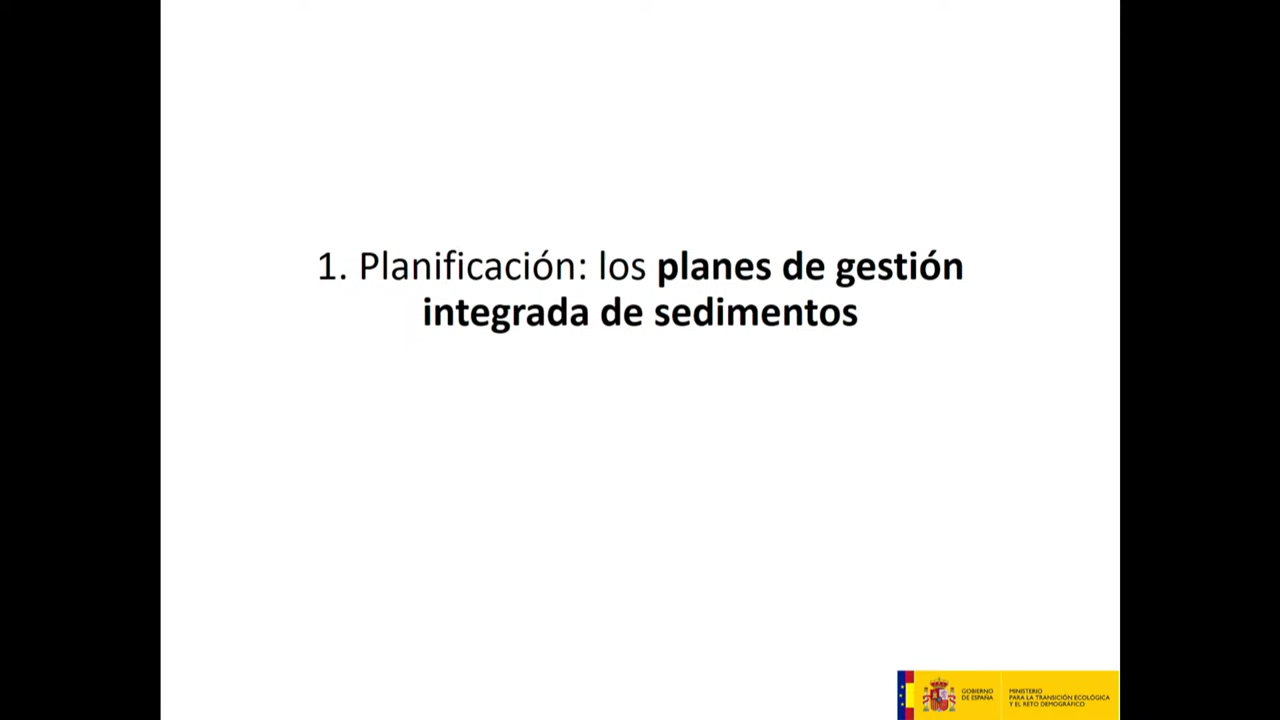 1. Planificación: los planes de gestión
integrada de sedimentos
GOBIERNO
DE ESPAÑA
MINISTERIO
PARA LA TRANSICIÓN ECOLÓGICA
Y EL RETO DEMOGRÁFICO